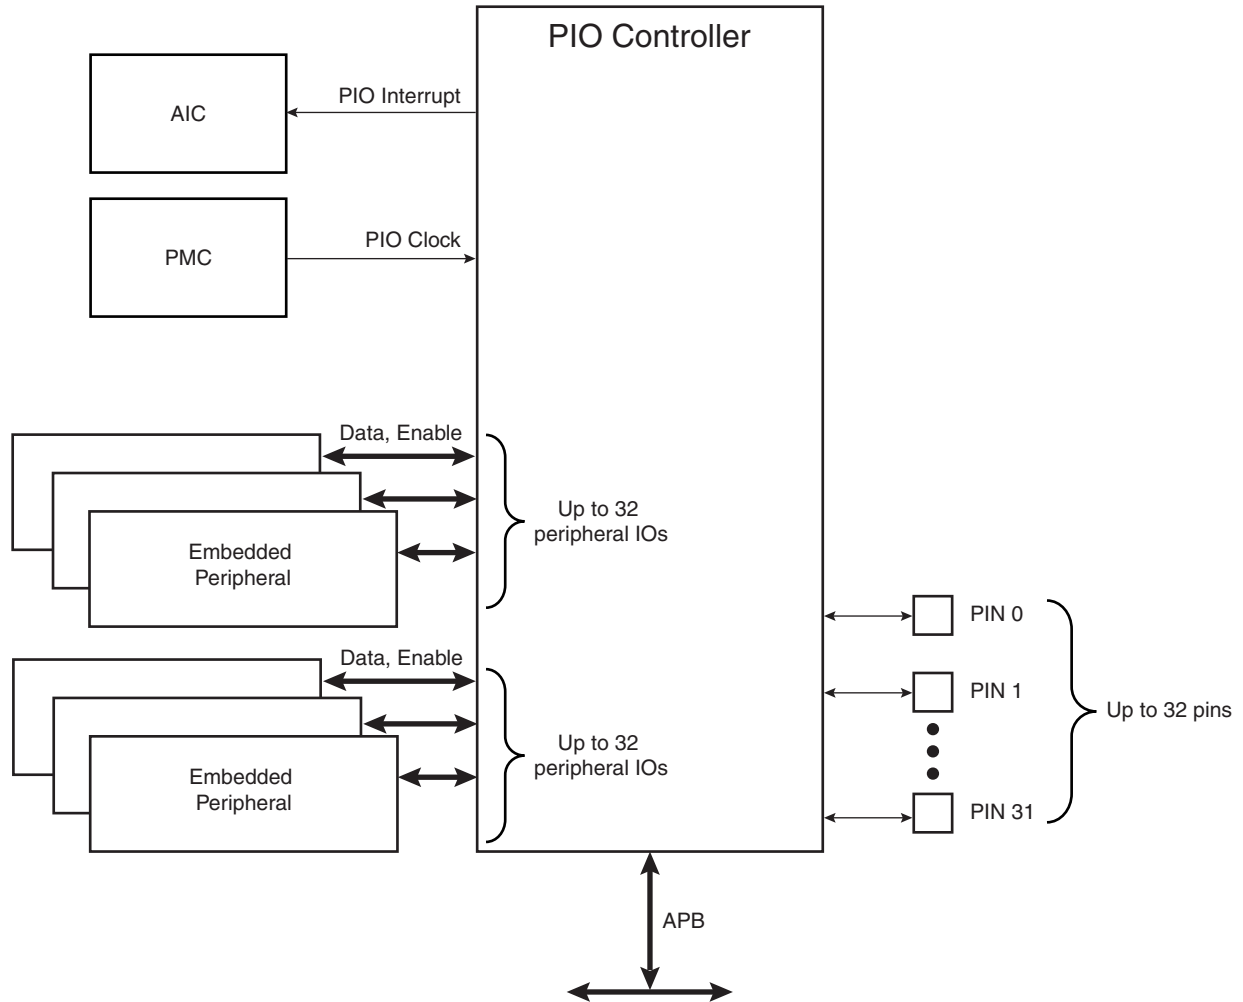 PIO Controller
PIO Interrupt
AIC
PIO Clock
PMC
Data, Enable
Up to 32
peripheral IOs
Embedded
Peripheral
PIN 0
Data, Enable
PIN 1
Up to 32 pins
Up to 32
peripheral IOs
Embedded
Peripheral
PIN 31
APB